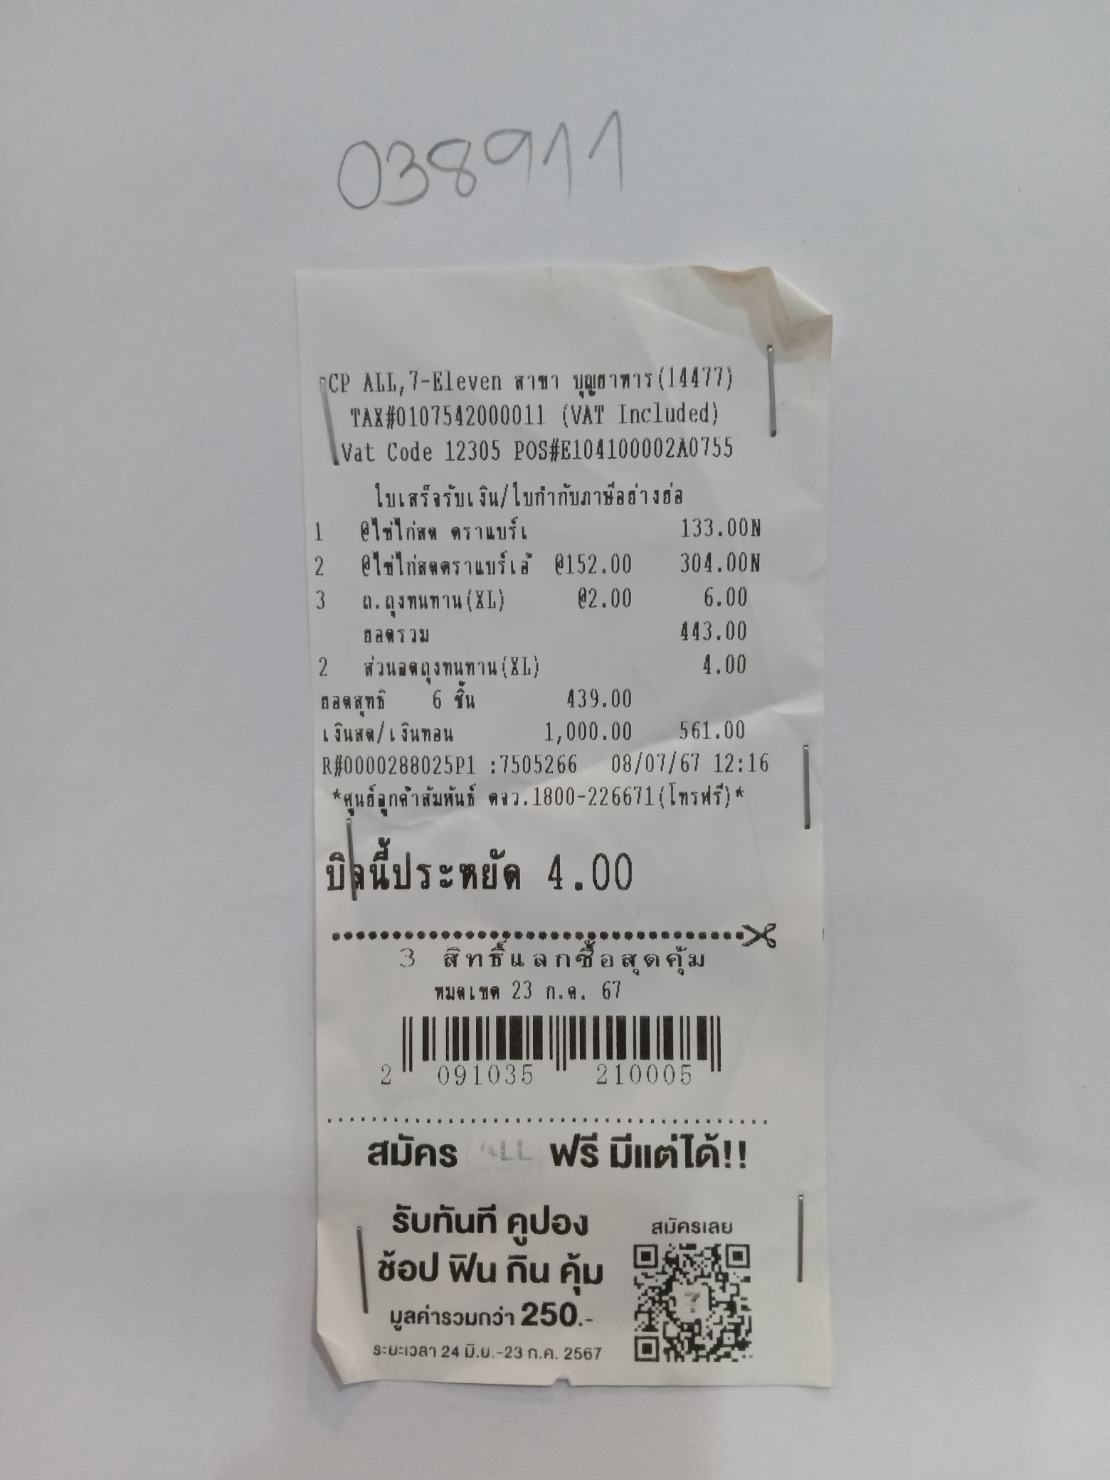 038911
CP ALL,7-Eleven สาขา บุญยาหาร(14477)
TAX#0107542000011 (VAT Included)
Vat Code 12305 POS#E104100002A0755
ใบเสร็จรับเงิน/ใบกำกับภาษีอย่างย่อ
1 @ไข่ไก่สด ตราแบร์เ 133.00N
2 @ไข่ไก่สดตราแบร์เอ้ @152.00 304.00N
3 ถ.ถุงทนทาน(XL) @2.00 6.00
ยอดรวม 443.00
2 ส่วนลดถุงทนทาน(XL) 4.00
ยอดสุทธิ 6 ชิ้น 439.00
เงินสด/เงินทอน 1,000.00 561.00
R#0000288025P1 :7505266 08/07/67 12:16
*ศูนย์ลูกค้าสัมพันธ์ ตจว.1800-226671(โทรฟรี)*
บิลนี้ประหยัด 4.00
3 สิทธิ์แลกซื้อสุดคุ้ม
หมดเขต 23 ก.ค. 67
2 091035 210005
สมัคร ALL ฟรี มีแต่ได้!!
รับทันที คูปอง
ช้อป ฟิน กิน คุ้ม
มูลค่ารวมกว่า 250.-
ระยะเวลา 24 มิ.ย.-23 ก.ค. 2567
สมัครเลย
7